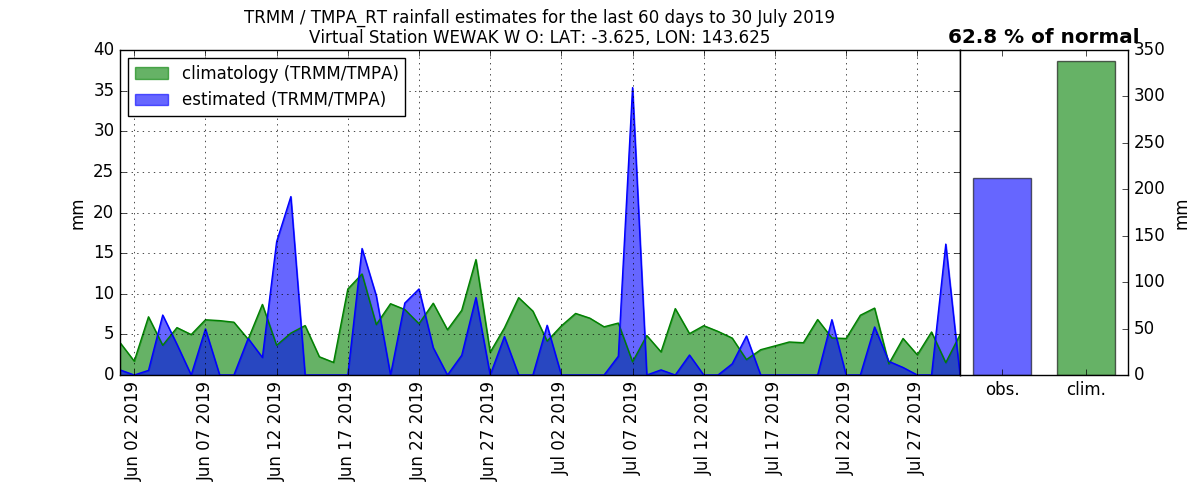 TRMM / TMPA_RT rainfall estimates for the last 60 days to 30 July 2019
Virtual Station WEWAK W O: LAT: -3.625, LON: 143.625
62.8 % of normal
climatology (TRMM/TMPA)
estimated (TRMM/TMPA)
mm
40
35
30
25
20
15
10
5
0
Jun 02 2019
Jun 07 2019
Jun 12 2019
Jun 17 2019
Jun 22 2019
Jun 27 2019
Jul 02 2019
Jul 07 2019
Jul 12 2019
Jul 17 2019
Jul 22 2019
Jul 27 2019
obs.
clim.
350
300
250
200
150
100
50
0
mm